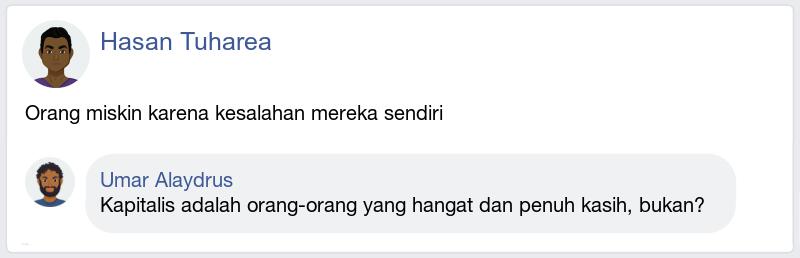 Hasan Tuharea
Orang miskin karena kesalahan mereka sendiri
Umar Alaydrus
Kapitalis adalah orang-orang yang hangat dan penuh kasih, bukan?